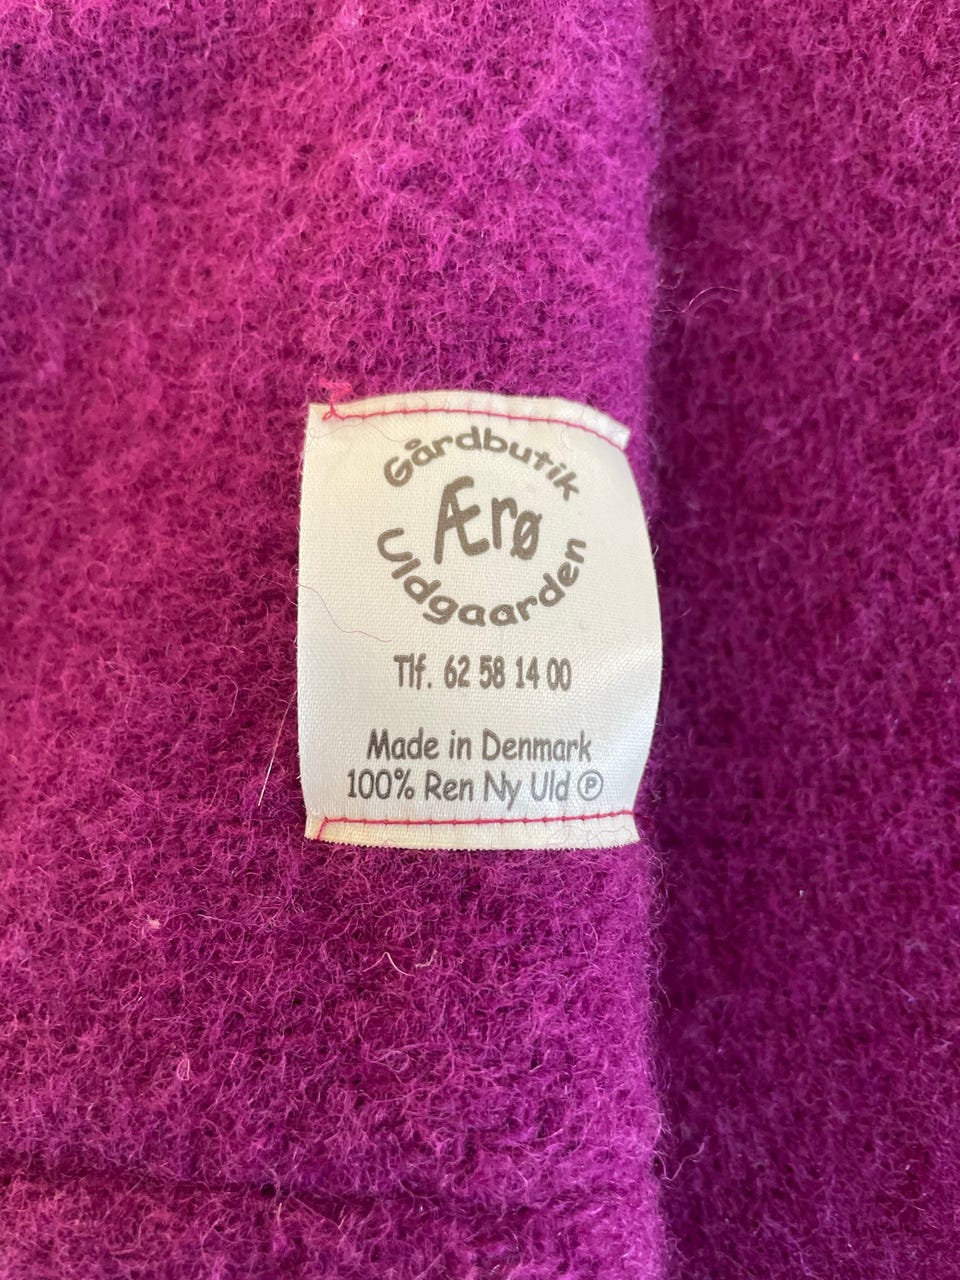 Gårdbutik
Ærø
Uldgaarden
Tlf. 62 58 14 00
Made in Denmark
100% Ren Ny Uld Ⓟ